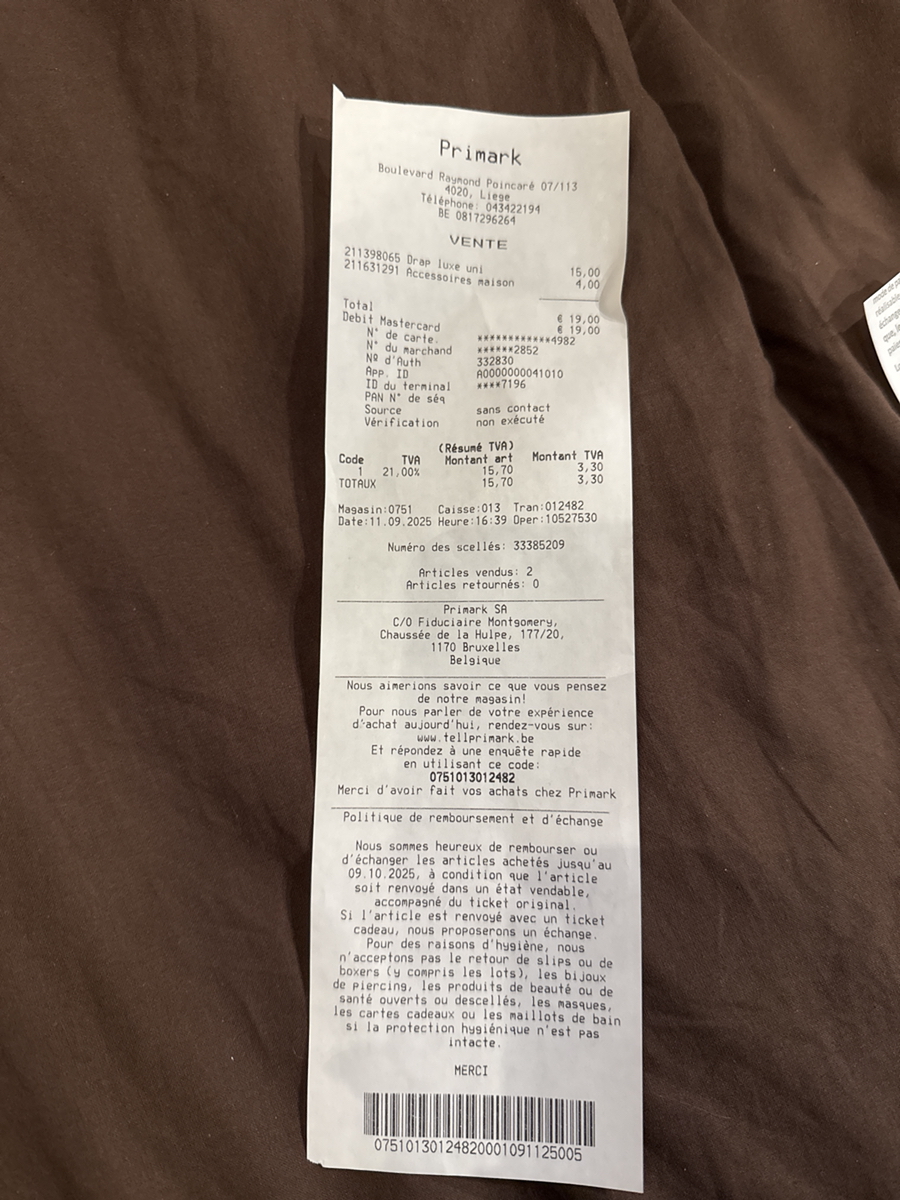 Primark
Boulevard Raymond Poincaré 07/113
4020, Liege
Téléphone: 043422194
BE 0817296264
VENTE
211398065 Drap luxe uni 15,00
211631291 Accessoires maison 4,00
Total € 19,00
Debit Mastercard € 19,00
N° de carte. ************4982
N° du marchand ******2852
Nº d'Auth 332830
App. ID A0000000041010
ID du terminal ****7196
PAN N° de séq
Source sans contact
Vérification non exécuté
(Résumé TVA)
Code TVA Montant art Montant TVA
1 21,00% 15,70 3,30
TOTAUX 15,70 3,30
Magasin:0751 Caisse:013 Tran:012482
Date:11.09.2025 Heure:16:39 Oper:10527530
Numéro des scellés: 33385209
Articles vendus: 2
Articles retournés: 0
Primark SA
C/O Fiduciaire Montgomery,
Chaussée de la Hulpe, 177/20,
1170 Bruxelles
Belgique
Nous aimerions savoir ce que vous pensez
de notre magasin!
Pour nous parler de votre expérience
d'achat aujourd'hui, rendez-vous sur:
www.tellprimark.be
Et répondez à une enquête rapide
en utilisant ce code:
0751013012482
Merci d'avoir fait vos achats chez Primark
Politique de remboursement et d'échange
Nous sommes heureux de rembourser ou
d'échanger les articles achetés jusqu'au
09.10.2025, à condition que l'article
soit renvoyé dans un état vendable,
accompagné du ticket original.
Si l'article est renvoyé avec un ticket
cadeau, nous proposerons un échange.
Pour des raisons d'hygiène, nous
n'acceptons pas le retour de slips ou de
boxers (y compris les lots), les bijoux
de piercing, les produits de beauté ou de
santé ouverts ou descellés, les masques,
les cartes cadeaux ou les maillots de bain
si la protection hygiénique n'est pas
intacte.
MERCI
0751013012482000109112​5005
mode de
réalisable
échange
que, le